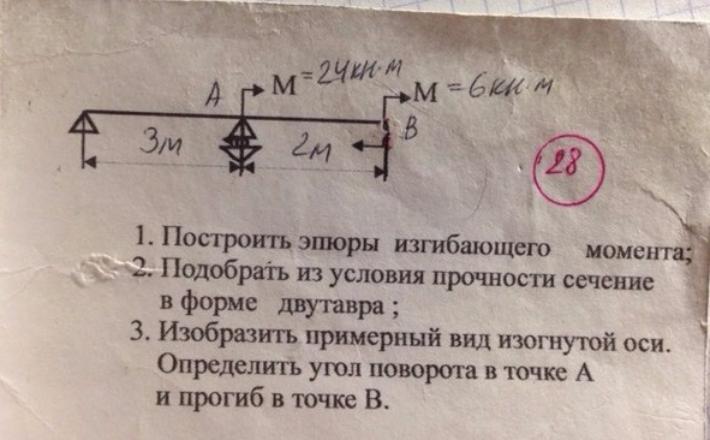 A M = 24кн·м M = 6кн·м
B
3м 2м
28
1. Построить эпюры изгибающего момента;
2. Подобрать из условия прочности сечение
в форме двутавра ;
3. Изобразить примерный вид изогнутой оси.
Определить угол поворота в точке А
и прогиб в точке В.